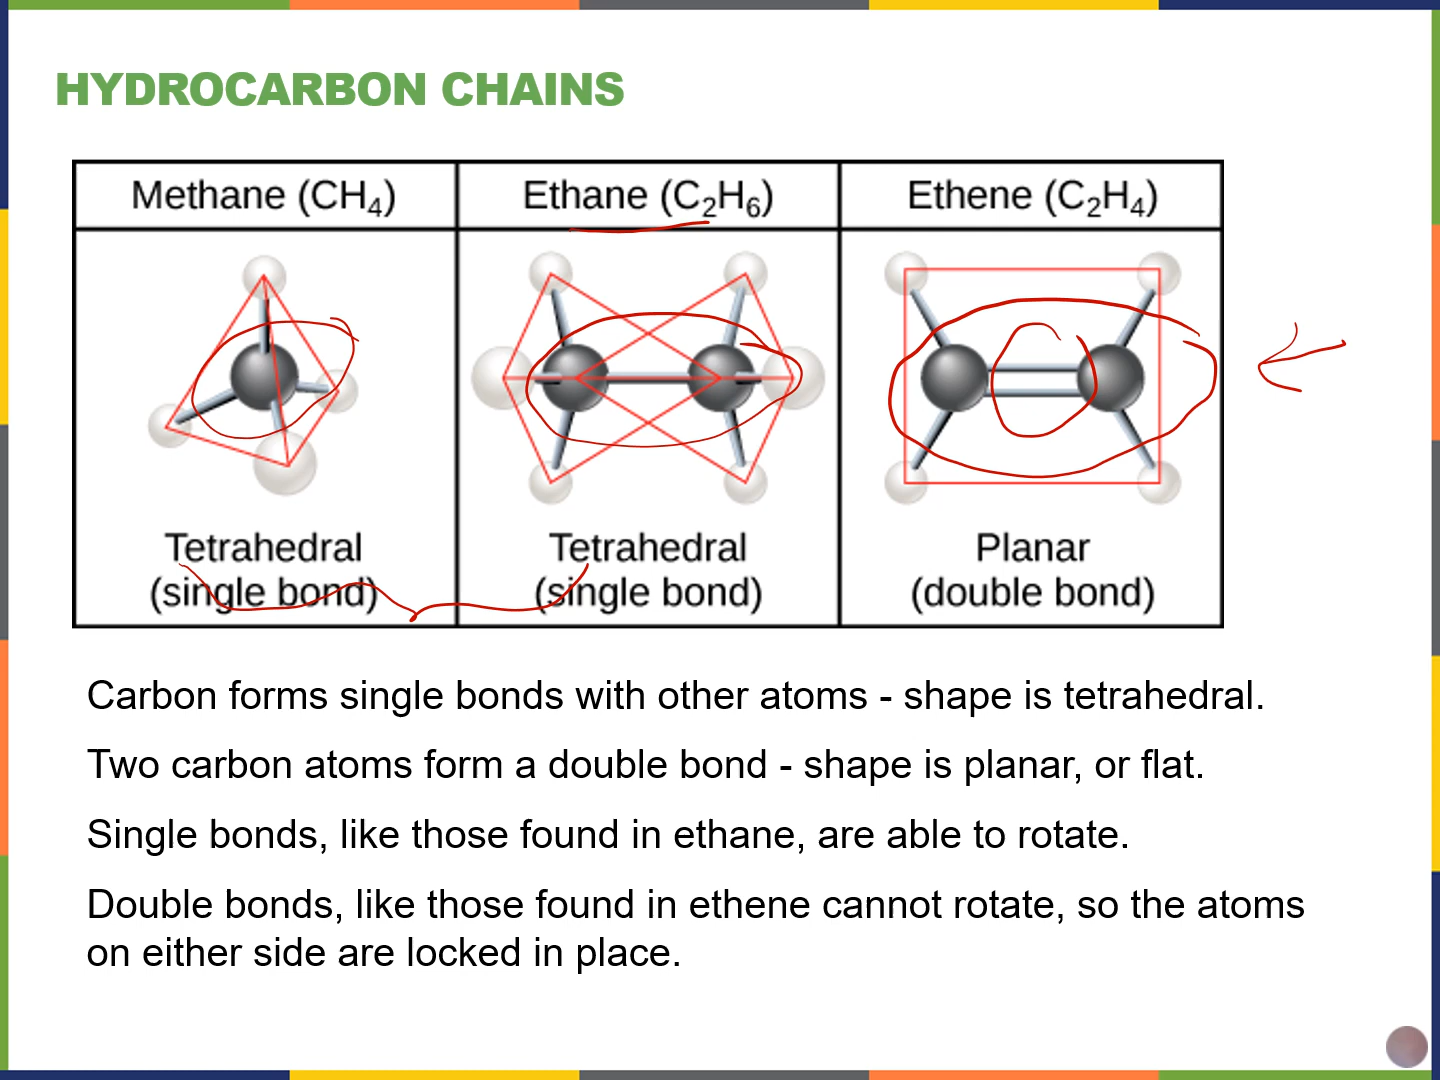 HYDROCARBON CHAINS
Methane (CH₄)
Ethane (C₂H₆)
Ethene (C₂H₄)
Tetrahedral
(single bond)
Tetrahedral
(single bond)
Planar
(double bond)
Carbon forms single bonds with other atoms - shape is tetrahedral.
Two carbon atoms form a double bond - shape is planar, or flat.
Single bonds, like those found in ethane, are able to rotate.
Double bonds, like those found in ethene cannot rotate, so the atoms
on either side are locked in place.